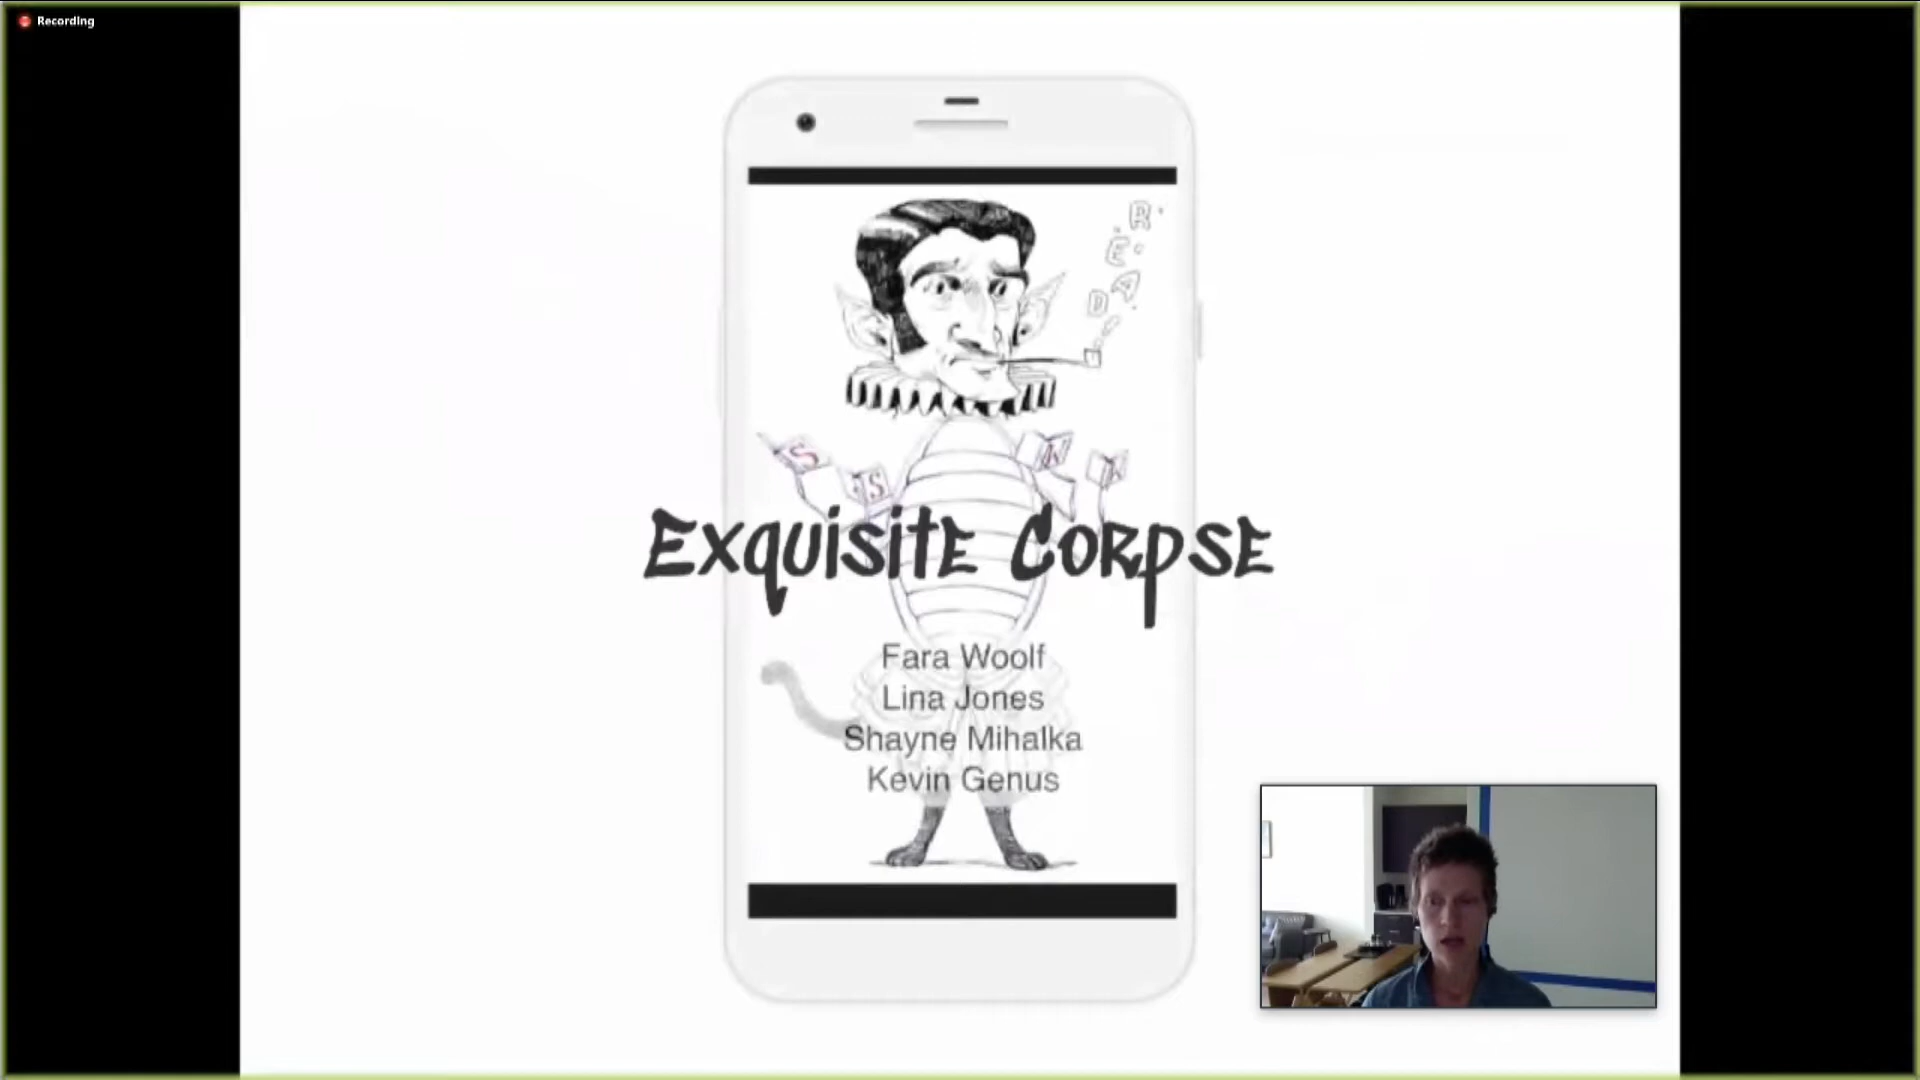 Recording
R
E
A
D
S
S
W
W
Exquisite Corpse
Fara Woolf
Lina Jones
Shayne Mihalka
Kevin Genus